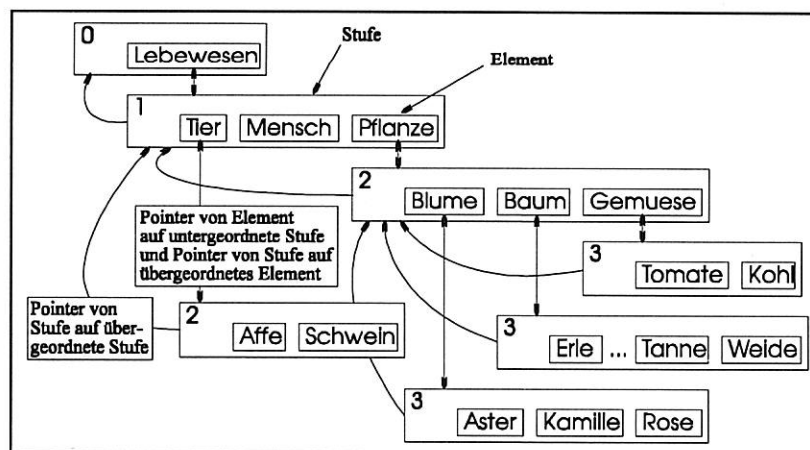 0
Lebewesen
Stufe
Element
1
Tier Mensch Pflanze
2
Blume Baum Gemuese
Pointer von Element
auf untergeordnete Stufe
und Pointer von Stufe auf
übergeordnetes Element
3
Tomate Kohl
Pointer von
Stufe auf über-
geordnete Stufe
2
Affe Schwein
3
Erle ... Tanne Weide
3
Aster Kamille Rose